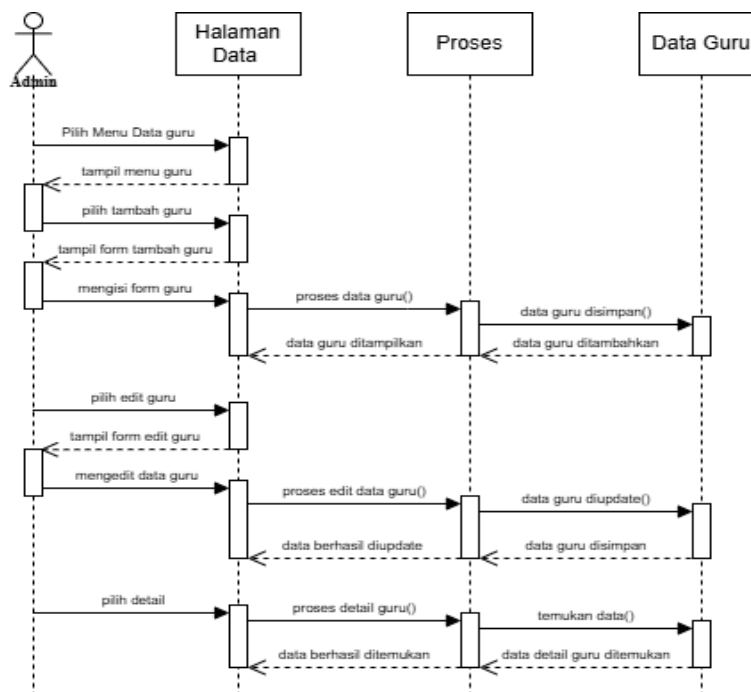 Halaman
Data
Proses
Data Guru
Admin
Pilih Menu Data guru
tampil menu guru
pilih tambah guru
tampil form tambah guru
mengisi form guru
proses data guru()
data guru disimpan()
data guru ditampilkan
data guru ditambahkan
pilih edit guru
tampil form edit guru
mengedit data guru
proses edit data guru()
data guru diupdate()
data berhasil diupdate
data guru disimpan
pilih detail
proses detail guru()
temukan data()
data berhasil ditemukan
data detail guru ditemukan